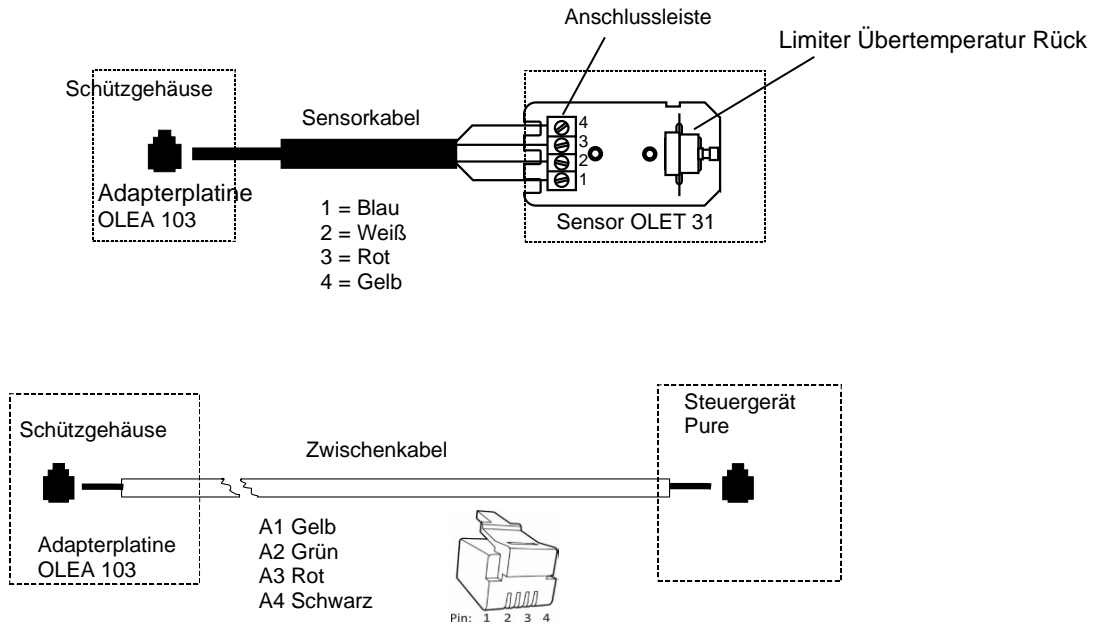 Anschlussleiste
Limiter Übertemperatur Rück
Schützgehäuse
Sensorkabel
4
3
2
1
Adapterplatine
OLEA 103
1 = Blau
2 = Weiß
3 = Rot
4 = Gelb
Sensor OLET 31
Schützgehäuse
Zwischenkabel
Steuergerät
Pure
Adapterplatine
OLEA 103
A1 Gelb
A2 Grün
A3 Rot
A4 Schwarz
Pin: 1 2 3 4